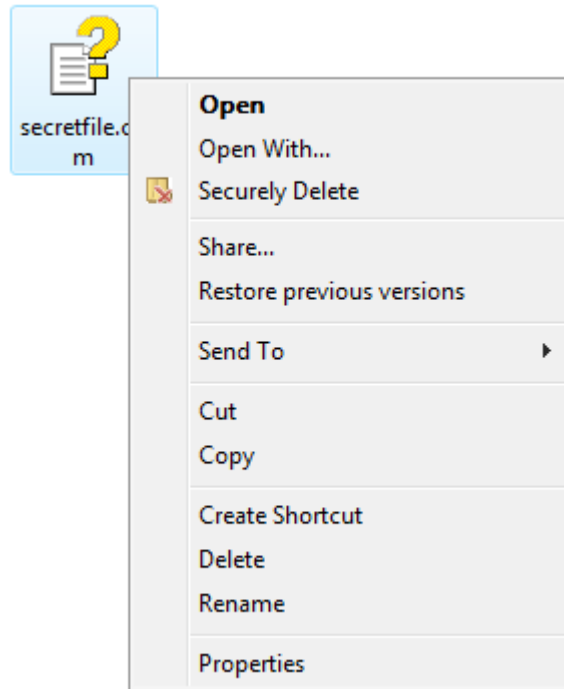 secretfile.c
m
Open
Open With...
Securely Delete
Share...
Restore previous versions
Send To
Cut
Copy
Create Shortcut
Delete
Rename
Properties